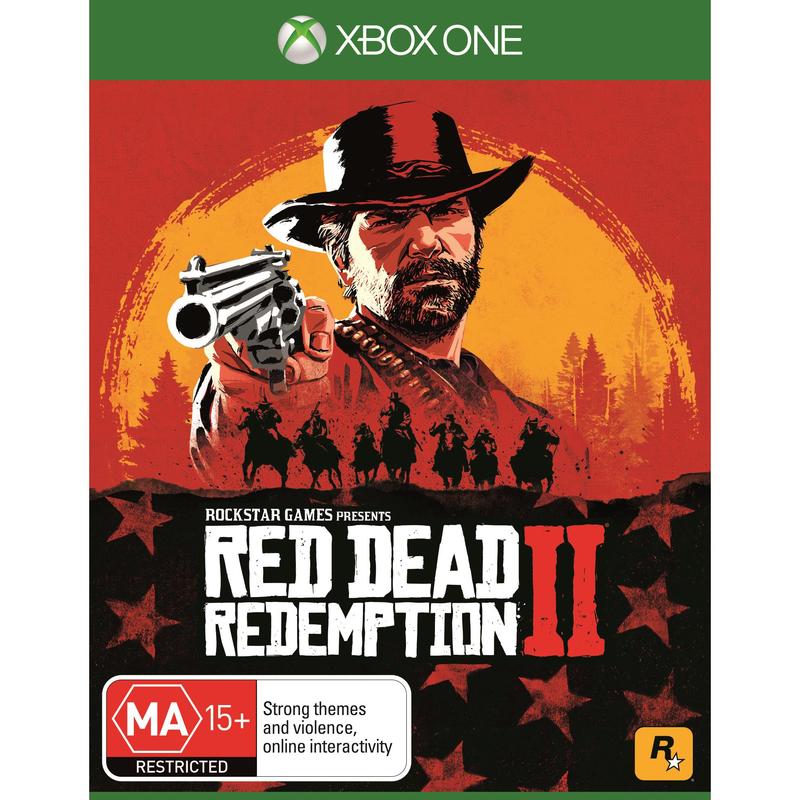 XBOX ONE
ROCKSTAR GAMES PRESENTS
RED DEAD
REDEMPTION II
MA 15+
RESTRICTED
Strong themes
and violence,
online interactivity
R